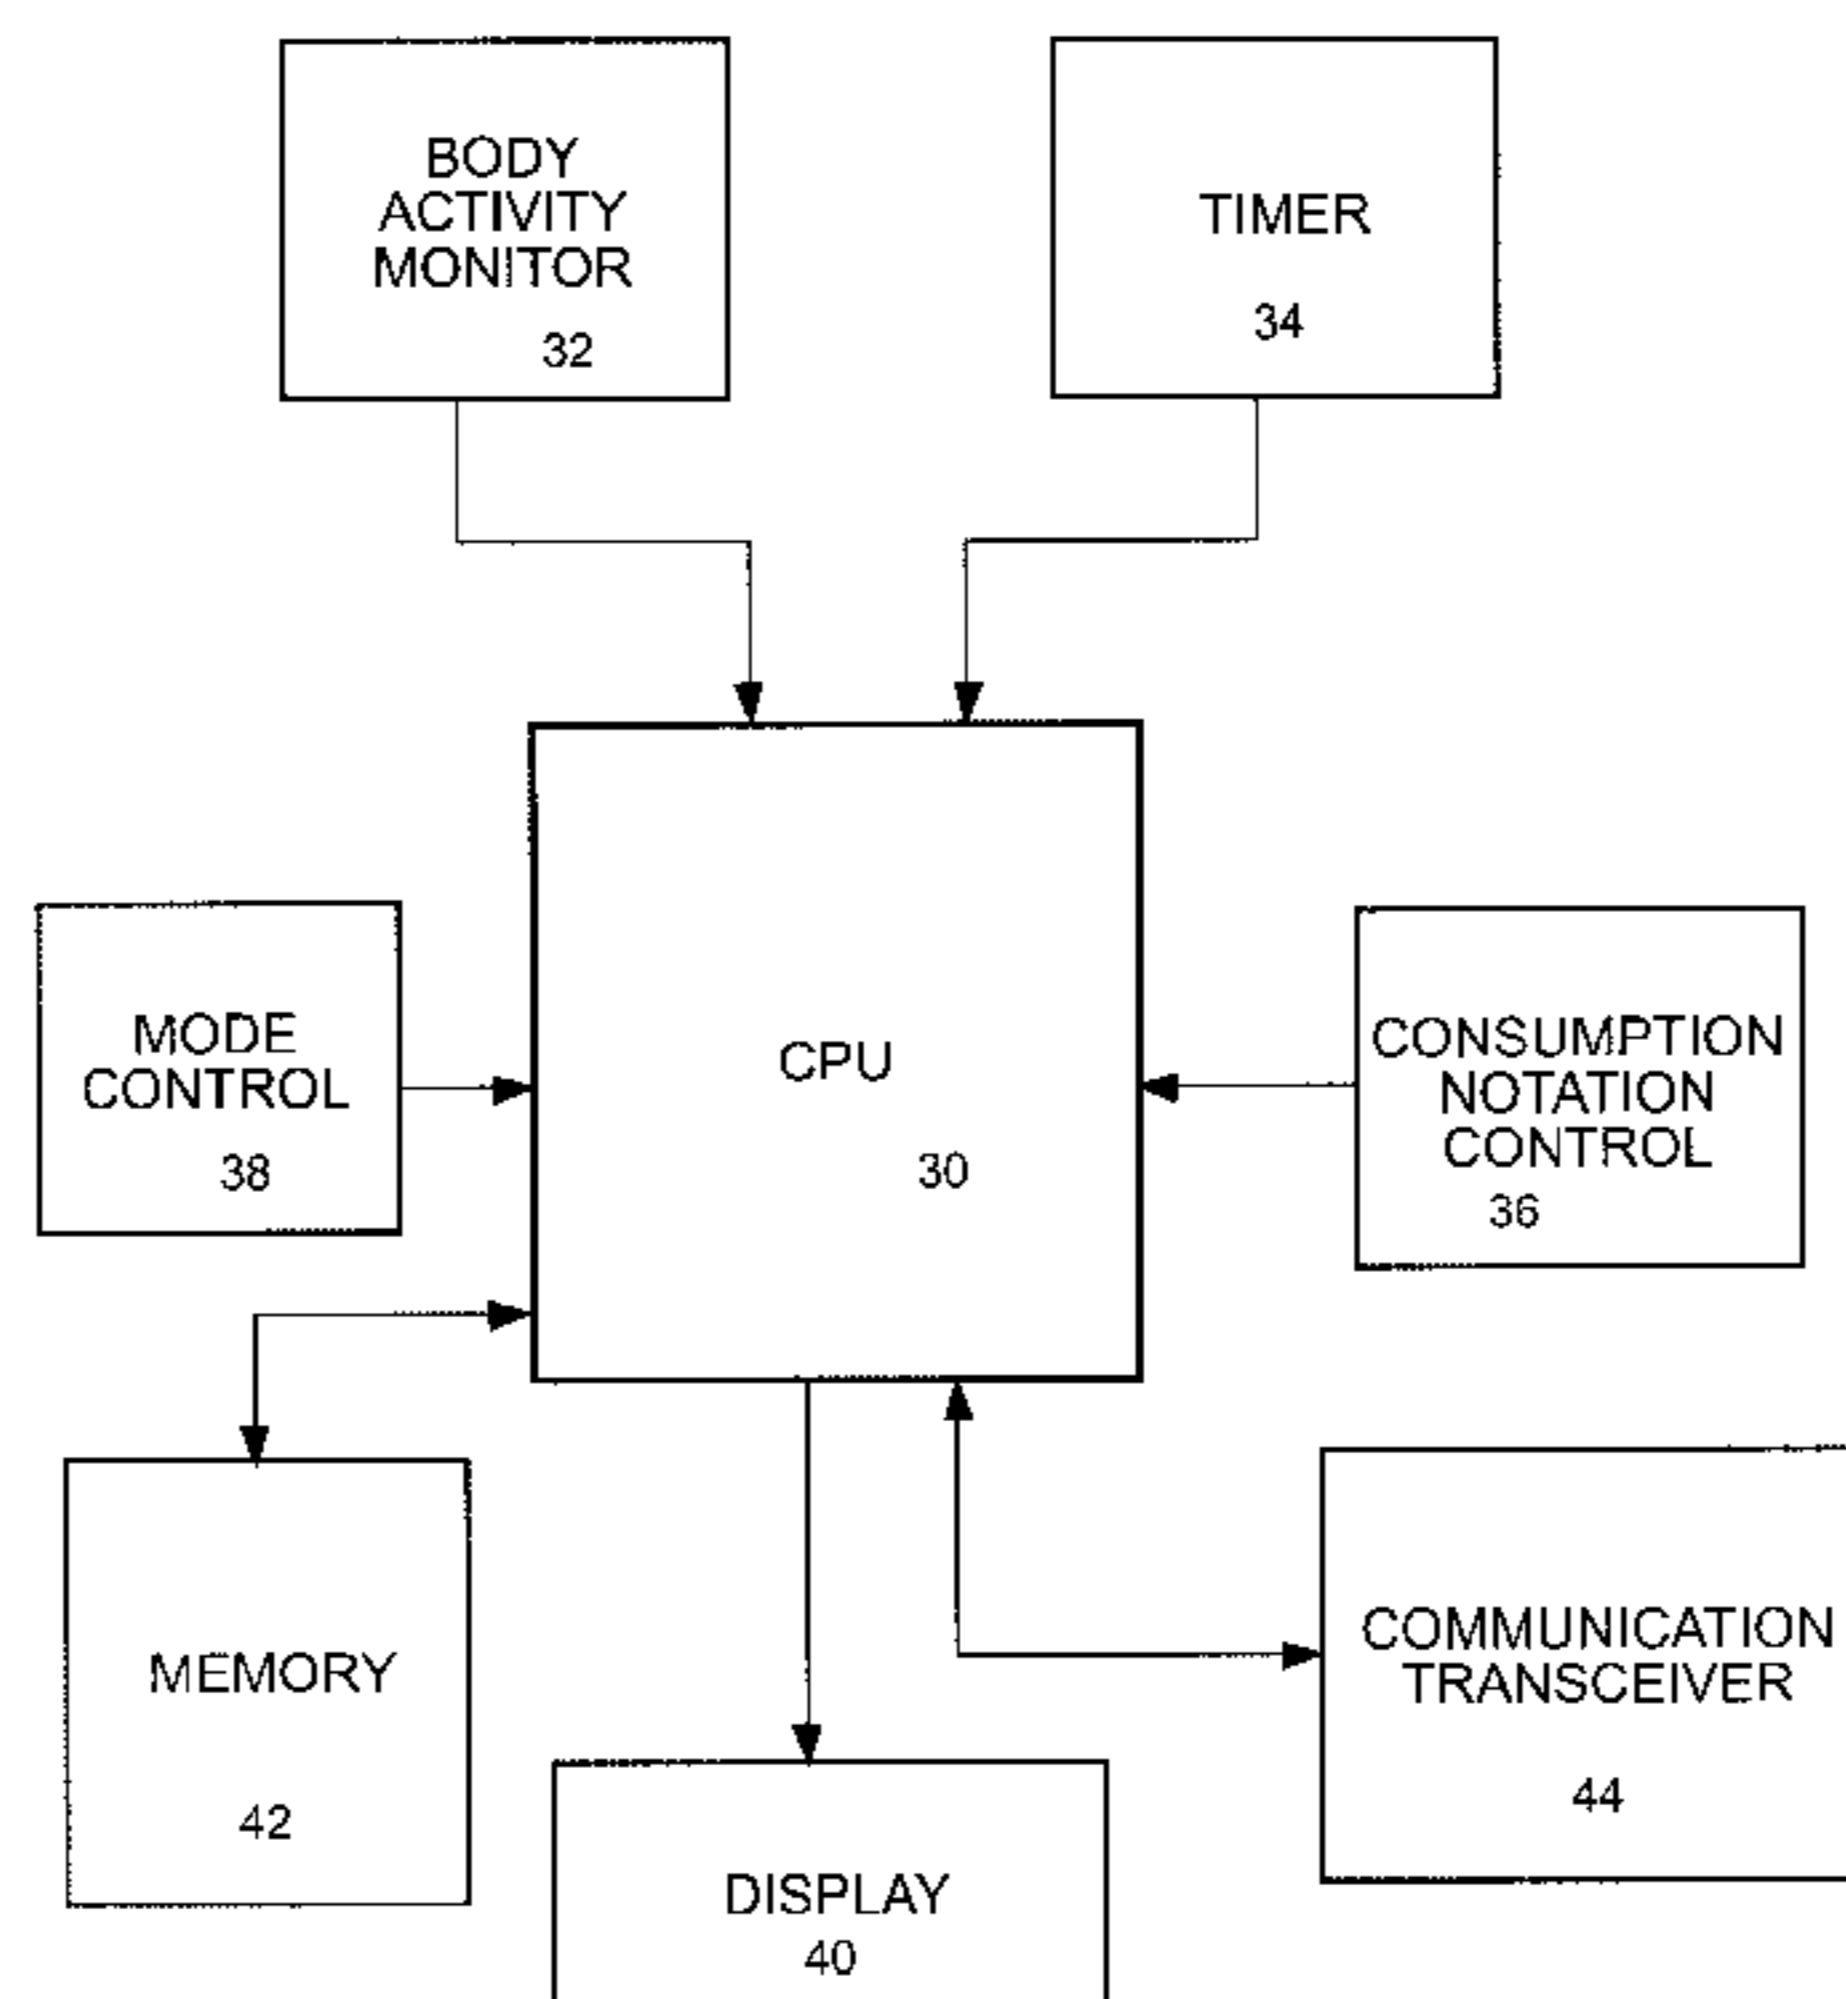 BODY
ACTIVITY
MONITOR
32
TIMER
34
MODE
CONTROL
38
CPU
30
CONSUMPTION
NOTATION
CONTROL
36
MEMORY
42
DISPLAY
40
COMMUNICATION
TRANSCEIVER
44